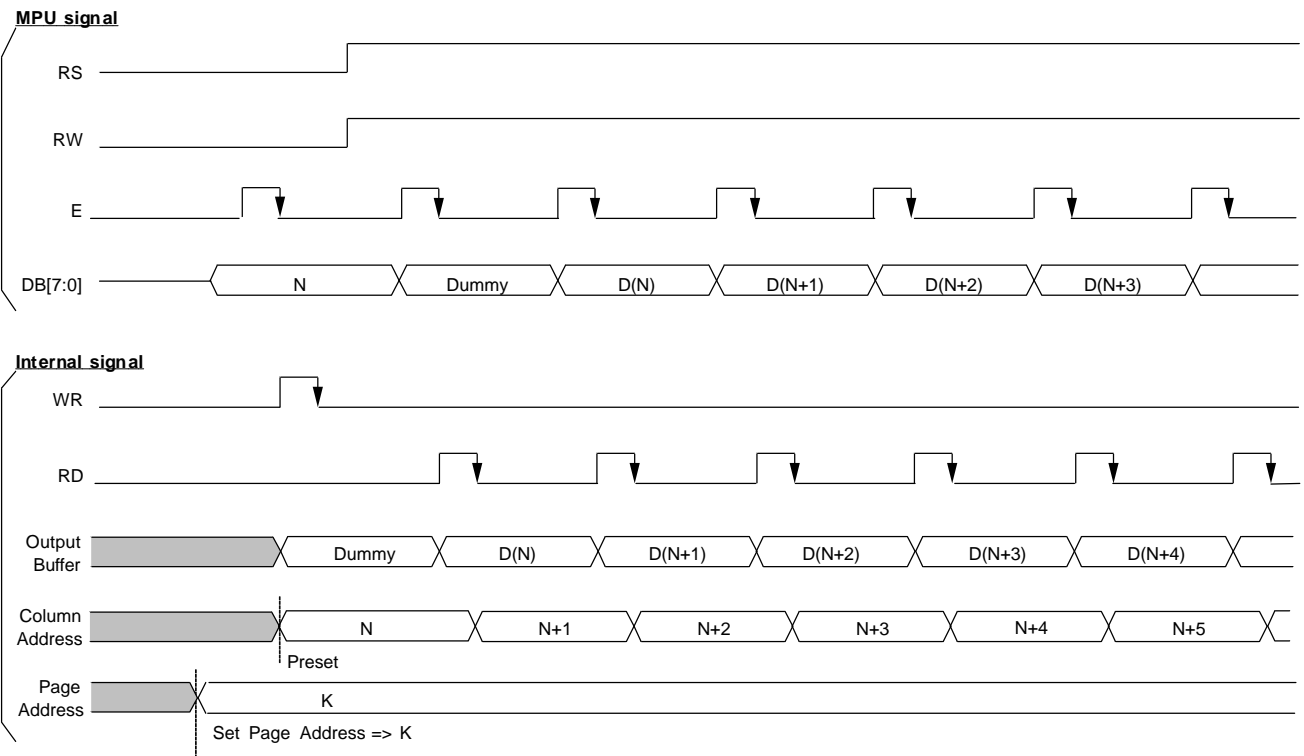 MPU signal
RS
RW
E
DB[7:0]
N Dummy D(N) D(N+1) D(N+2) D(N+3)
Internal signal
WR
RD
Output
Buffer
Dummy D(N) D(N+1) D(N+2) D(N+3) D(N+4)
Column
Address
N N+1 N+2 N+3 N+4 N+5
Preset
Page
Address
K
Set Page Address => K